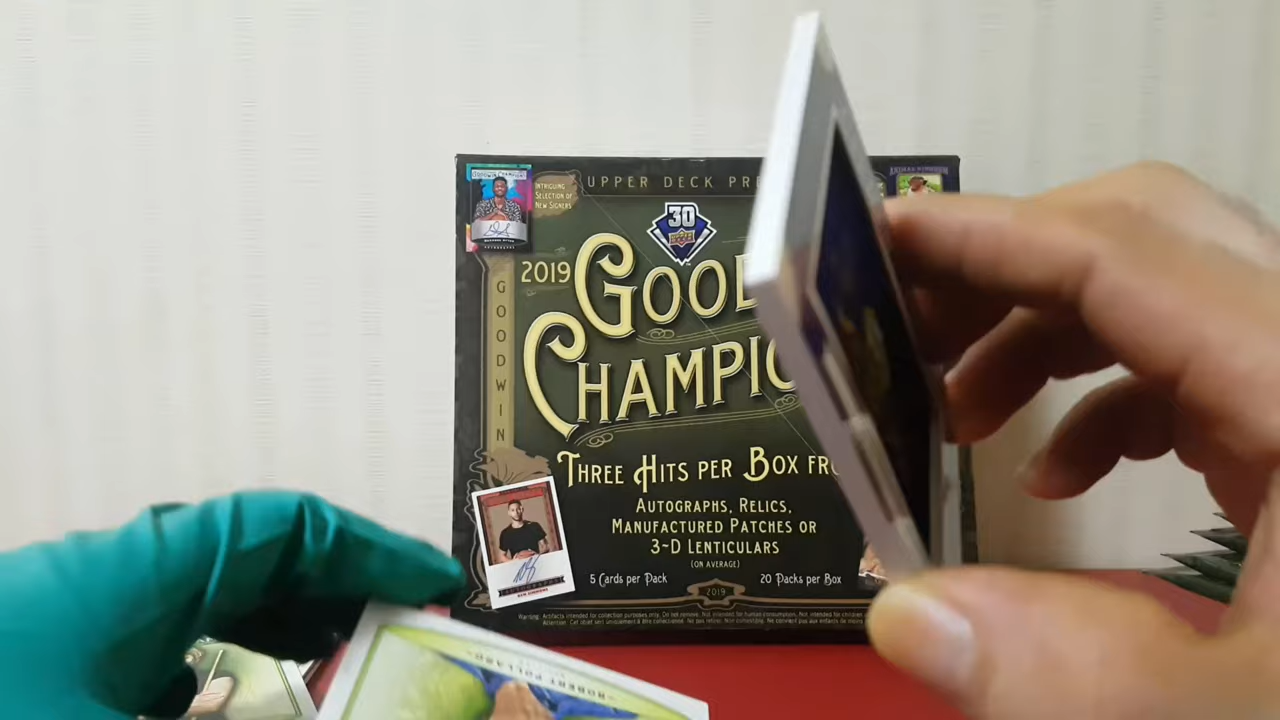 UPPER DECK PRE
INTRIGUING
SELECTION OF
NEW SIGNERS
30
2019 GOOD
CHAMPIO
GOODWIN
THREE HITS PER BOX FRO
AUTOGRAPHS, RELICS,
MANUFACTURED PATCHES OR
3-D LENTICULARS
(ON AVERAGE)
5 Cards per Pack
20 Packs per Box
2019
BEN SIMMONS
ROBERT POLLARD